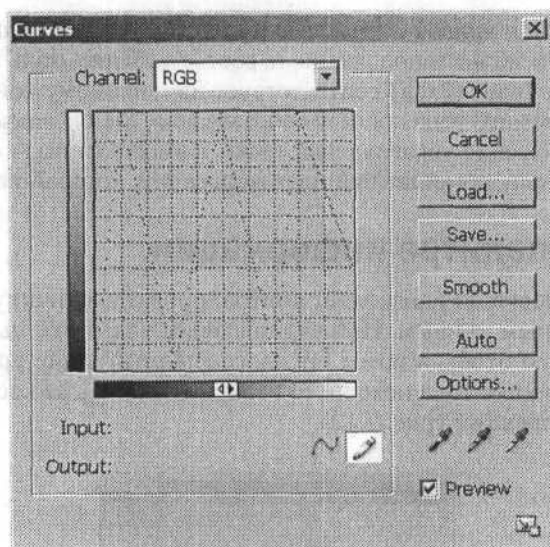 Curves
Channel: RGB
OK
Cancel
Load...
Save...
Smooth
Auto
Options...
Input:
Output:
Preview